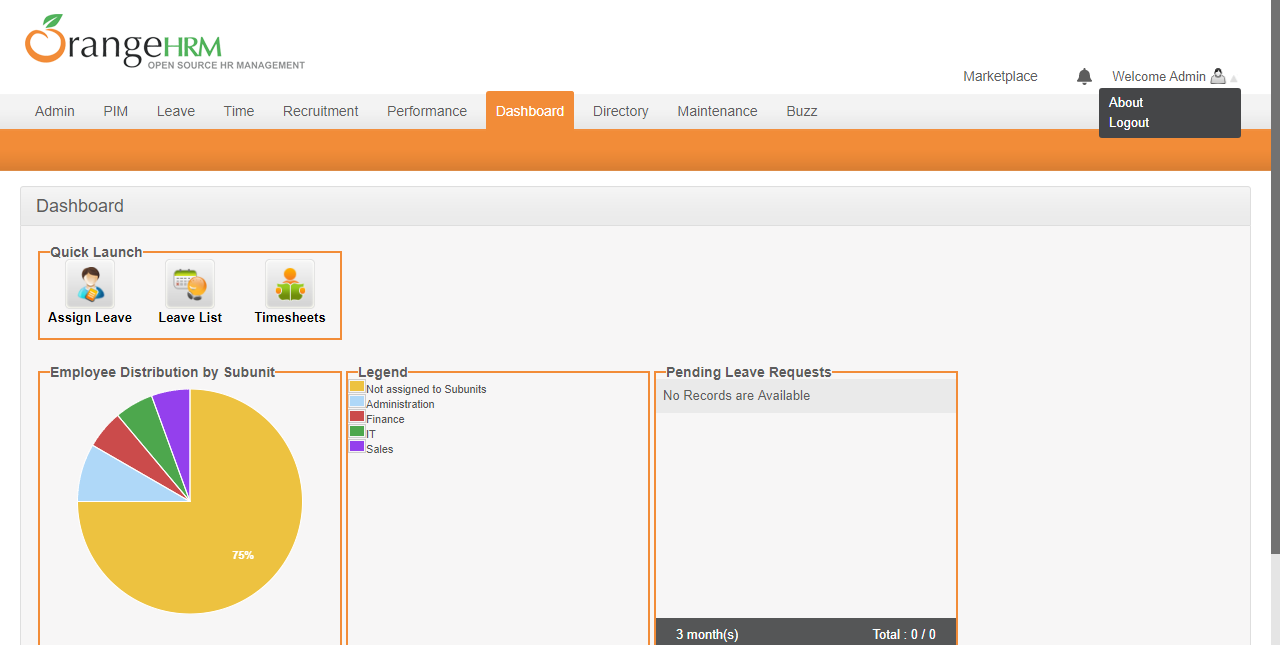 OrangeHRM
OPEN SOURCE HR MANAGEMENT
Marketplace
Welcome Admin
About
Logout
Admin PIM Leave Time Recruitment Performance Dashboard Directory Maintenance Buzz
Dashboard
Quick Launch
Assign Leave Leave List Timesheets
Employee Distribution by Subunit
75%
Legend
Not assigned to Subunits
Administration
Finance
IT
Sales
Pending Leave Requests
No Records are Available
3 month(s) Total : 0 / 0